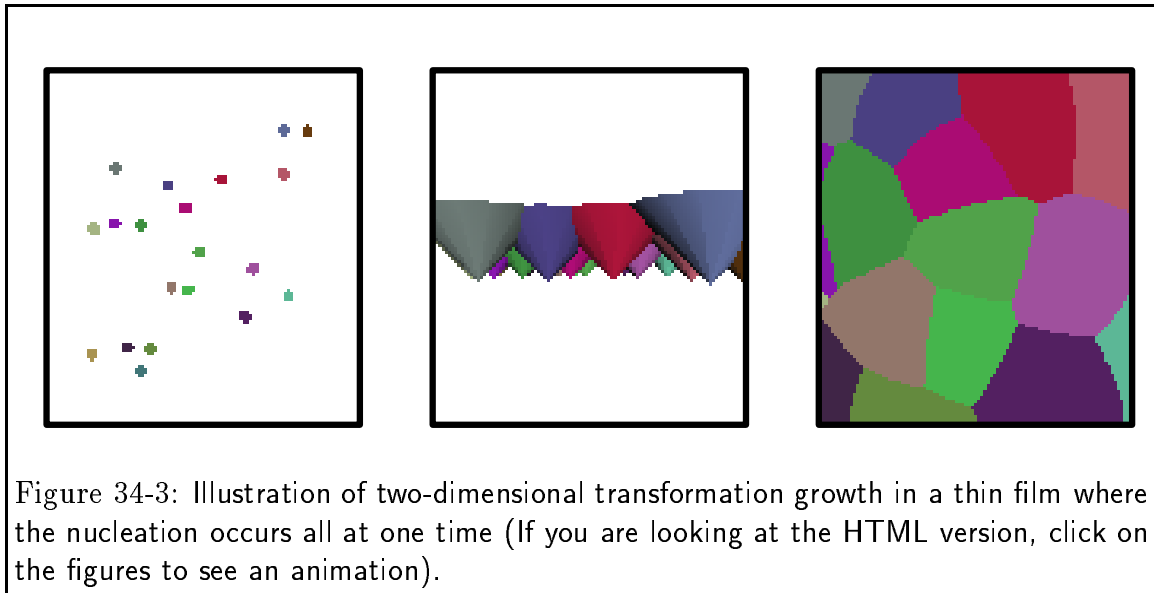 Figure 34-3: Illustration of two-dimensional transformation growth in a thin film where
the nucleation occurs all at one time (If you are looking at the HTML version, click on
the figures to see an animation).